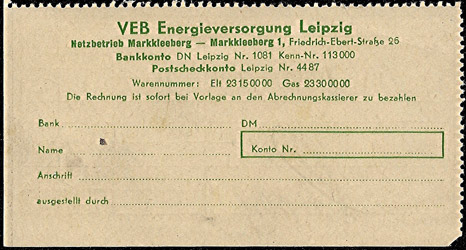 VEB Energieversorgung Leipzig
Netzbetrieb Markkleeberg — Markkleeberg 1, Friedrich-Ebert-Straße 26
Bankkonto DN Leipzig Nr. 1081 Kenn-Nr. 113000
Postscheckkonto Leipzig Nr. 4487
Warennummer: Elt 23150000 Gas 23300000
Die Rechnung ist sofort bei Vorlage an den Abrechnungskassierer zu bezahlen
Bank DM
Name Konto Nr.
Anschrift
ausgestellt durch